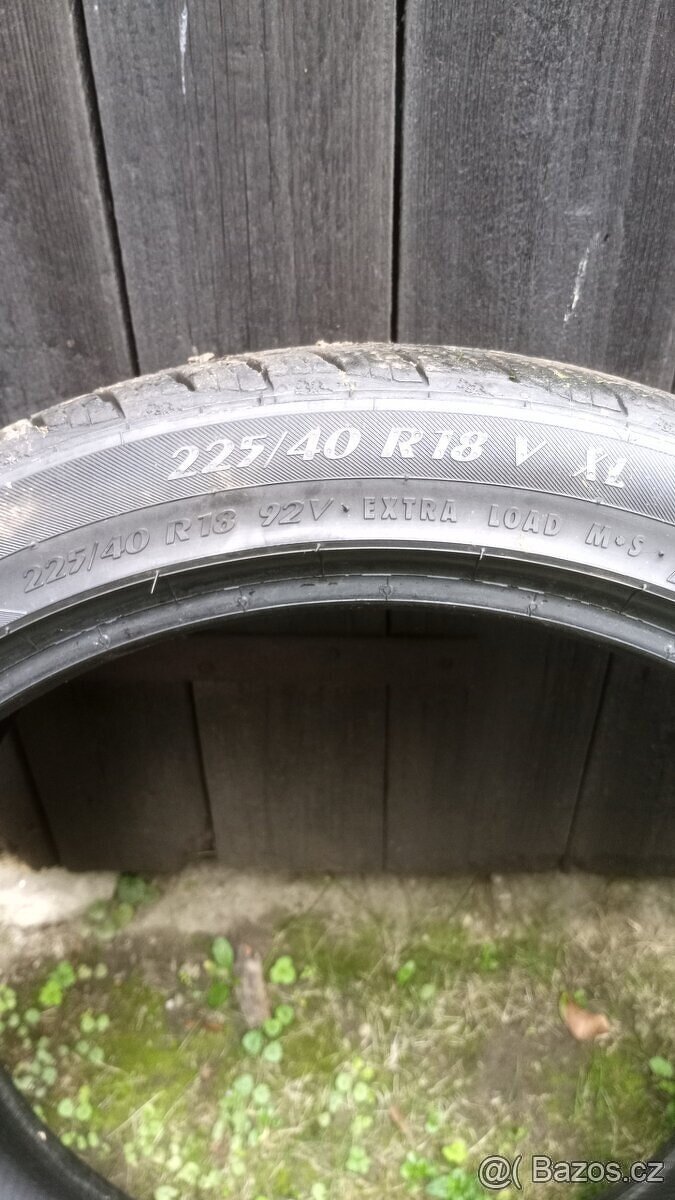 225/40 R18 V XL
225/40 R18 92V · EXTRA LOAD M•S
@( Bazos.cz